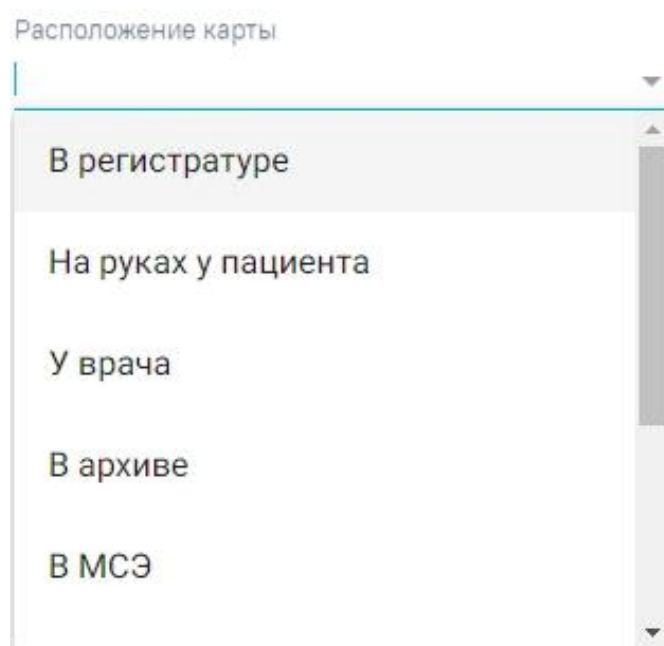 Расположение карты
В регистратуре
На руках у пациента
У врача
В архиве
В МСЭ